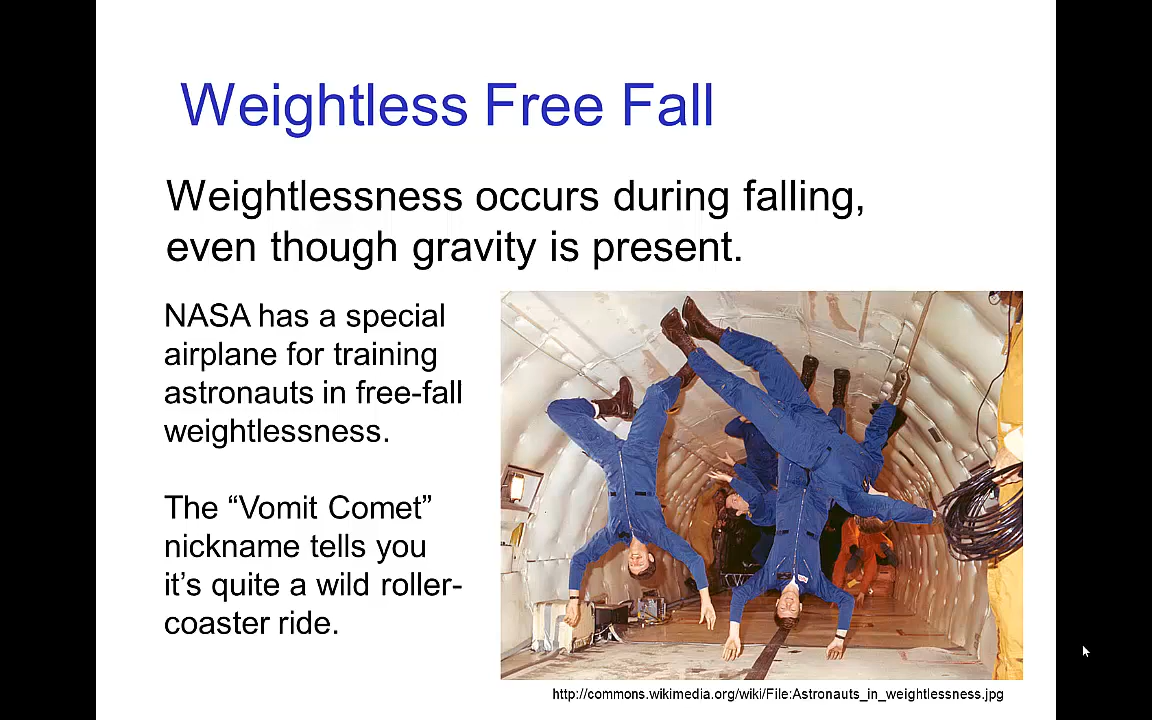 Weightless Free Fall
Weightlessness occurs during falling,
even though gravity is present.
NASA has a special
airplane for training
astronauts in free-fall
weightlessness.
The “Vomit Comet”
nickname tells you
it’s quite a wild roller-
coaster ride.
http://commons.wikimedia.org/wiki/File:Astronauts_in_weightlessness.jpg